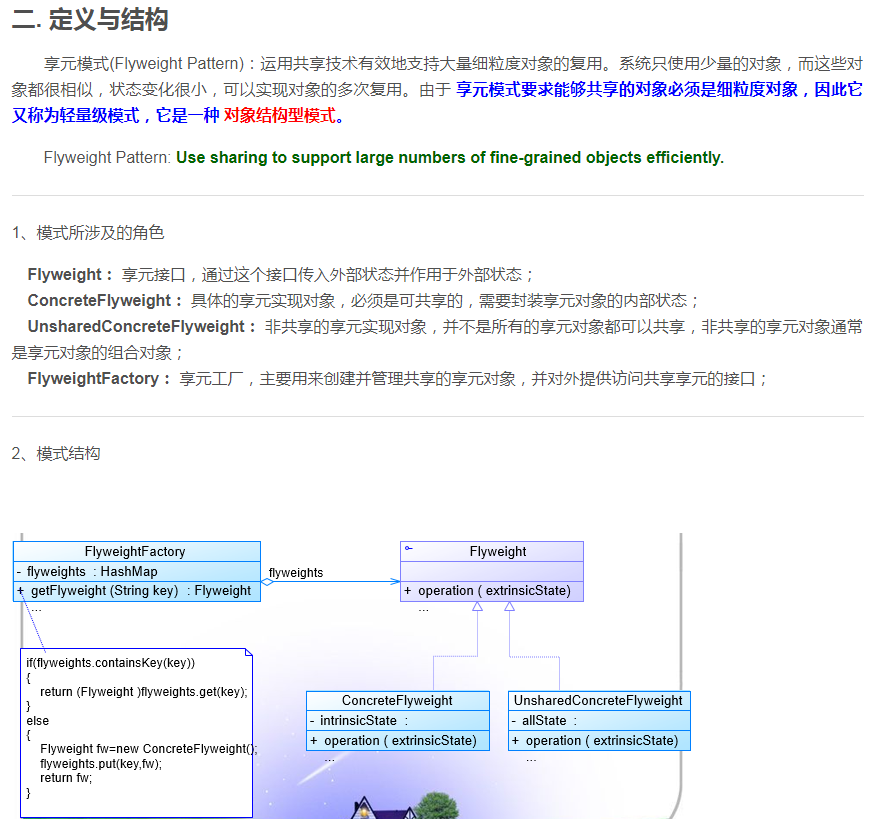 二. 定义与结构
享元模式(Flyweight Pattern)：运用共享技术有效地支持大量细粒度对象的复用。系统只使用少量的对象，而这些对
象都很相似，状态变化很小，可以实现对象的多次复用。由于 享元模式要求能够共享的对象必须是细粒度对象，因此它
又称为轻量级模式，它是一种 对象结构型模式。
Flyweight Pattern: Use sharing to support large numbers of fine-grained objects efficiently.
1、模式所涉及的角色
Flyweight： 享元接口，通过这个接口传入外部状态并作用于外部状态；
ConcreteFlyweight： 具体的享元实现对象，必须是可共享的，需要封装享元对象的内部状态；
UnsharedConcreteFlyweight： 非共享的享元实现对象，并不是所有的享元对象都可以共享，非共享的享元对象通常
是享元对象的组合对象；
FlyweightFactory： 享元工厂，主要用来创建并管理共享的享元对象，并对外提供访问共享享元的接口；
2、模式结构
FlyweightFactory
- flyweights : HashMap
+ getFlyweight (String key) : Flyweight
...
flyweights
Flyweight
+ operation ( extrinsicState)
...
if(flyweights.containsKey(key))
{
return (Flyweight )flyweights.get(key);
}
else
{
Flyweight fw=new ConcreteFlyweight();
flyweights.put(key,fw);
return fw;
}
ConcreteFlyweight
- intrinsicState :
+ operation ( extrinsicState)
...
UnsharedConcreteFlyweight
- allState :
+ operation ( extrinsicState)
...